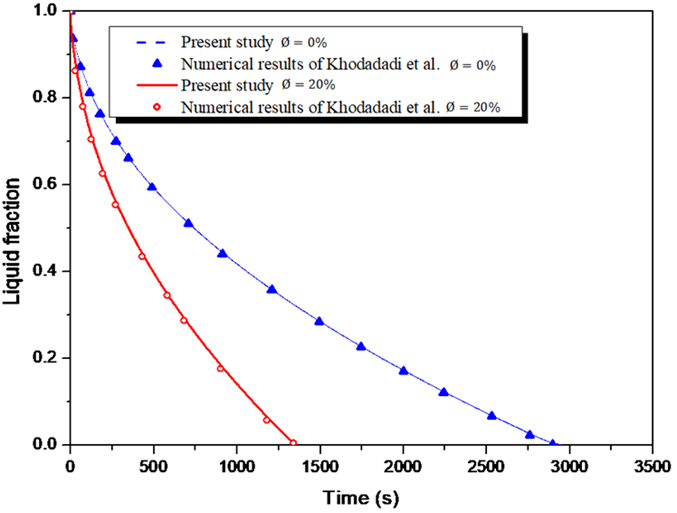 1.0
0.8
0.6
0.4
0.2
0.0
Liquid fraction
Present study Ø = 0%
Numerical results of Khodadadi et al. Ø = 0%
Present study Ø = 20%
Numerical results of Khodadadi et al. Ø = 20%
0 500 1000 1500 2000 2500 3000 3500
Time (s)